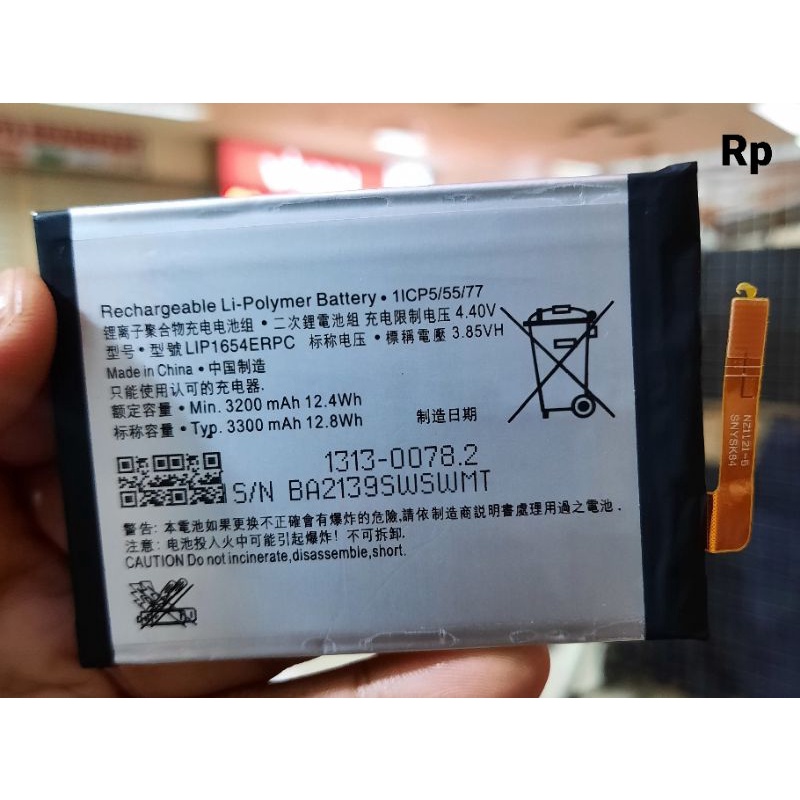 Rp
Rechargeable Li-Polymer Battery • 1ICP5/55/77
锂离子聚合物充电电池组 • 二次鋰電池組 充电限制电压 4.40V
型号 • 型號 LIP1654ERPC 标称电压 • 標稱電壓 3.85VH
Made in China • 中国制造
只能使用认可的充电器.
额定容量 • Min. 3200 mAh 12.4Wh
标称容量 • Typ. 3300 mAh 12.8Wh 制造日期
1313-0078.2
S/N BA2139SWSWMT
警告: 本電池如果更换不正確會有爆炸的危險,請依制造商説明書處理用過之電池.
注意: 电池投入火中可能引起爆炸! 不可拆卸.
CAUTION Do not incinerate,disassemble,short.
NZ1121-6
SNYSK84